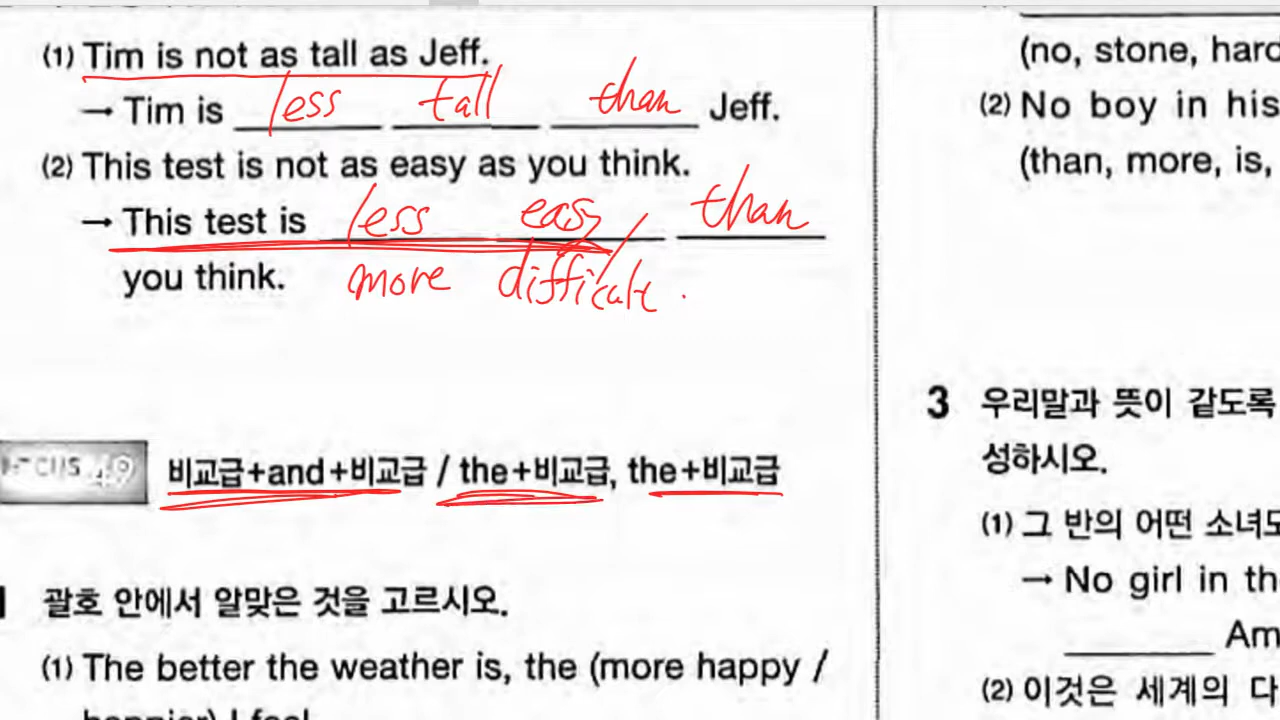 (1) Tim is not as tall as Jeff.
→ Tim is less tall than Jeff.
(2) This test is not as easy as you think.
→ This test is less easy / than
you think. more difficult.
49 비교급+and+비교급 / the+비교급, the+비교급
괄호 안에서 알맞은 것을 고르시오.
(1) The better the weather is, the (more happy /
happier) I feel
(no, stone, hard
(2) No boy in his
(than, more, is,
3 우리말과 뜻이 같도록
성하시오.
(1) 그 반의 어떤 소녀도
→ No girl in th
Am
(2) 이것은 세계의 다